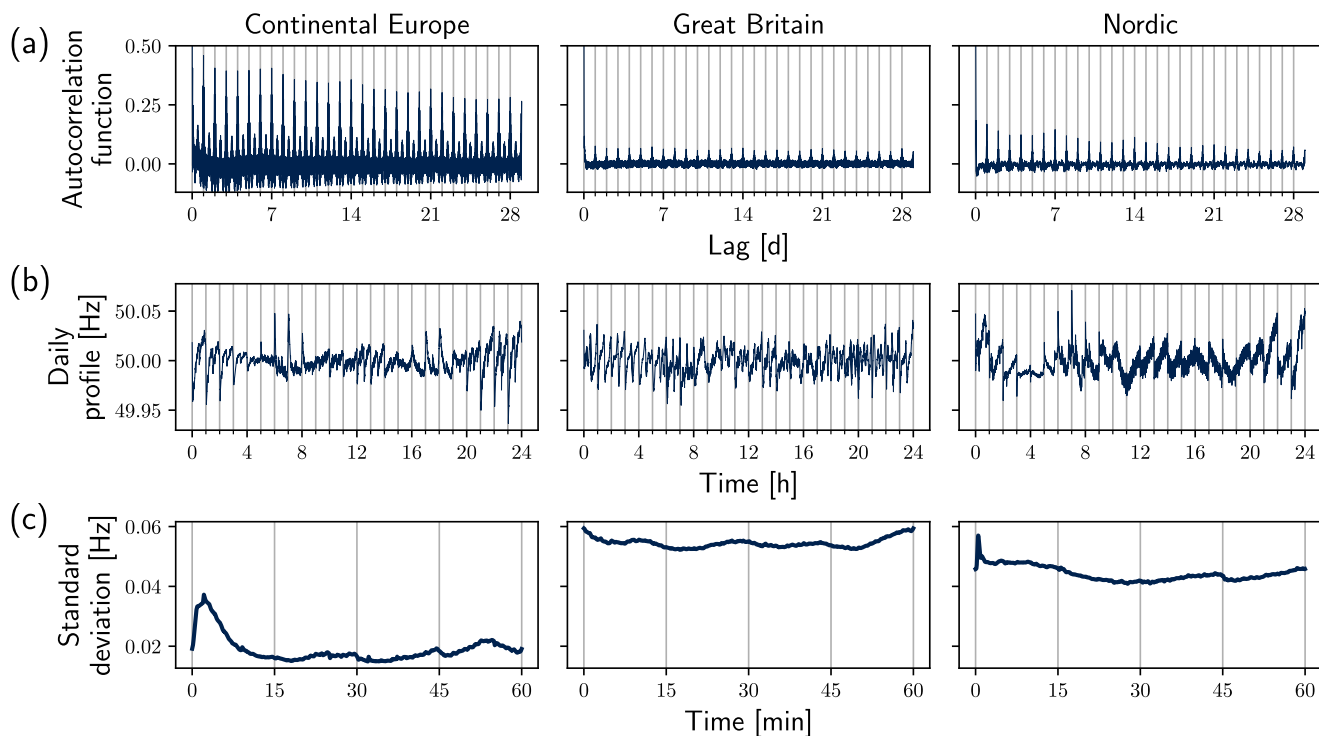 Continental Europe Great Britain Nordic
(a)
Autocorrelation
function
0.50
0.25
0.00
0 7 14 21 28 0 7 14 21 28 0 7 14 21 28
Lag [d]
(b)
Daily
profile [Hz]
50.05
50.00
49.95
0 4 8 12 16 20 24 0 4 8 12 16 20 24 0 4 8 12 16 20 24
Time [h]
(c)
Standard
deviation [Hz]
0.06
0.04
0.02
0 15 30 45 60 0 15 30 45 60 0 15 30 45 60
Time [min]